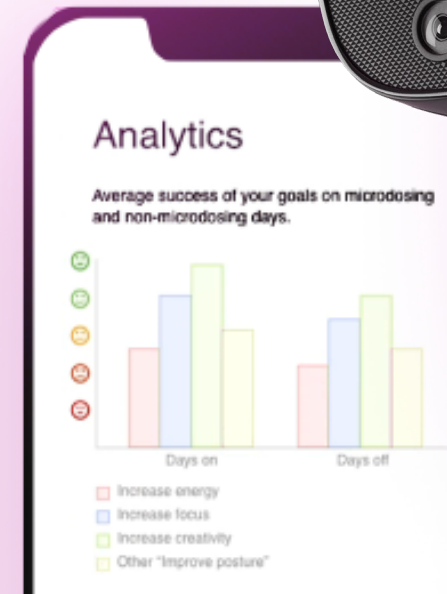 Analytics
Average success of your goals on microdosing
and non-microdosing days.
Days on
Days off
Increase energy
Increase focus
Increase creativity
Other "Improve posture"